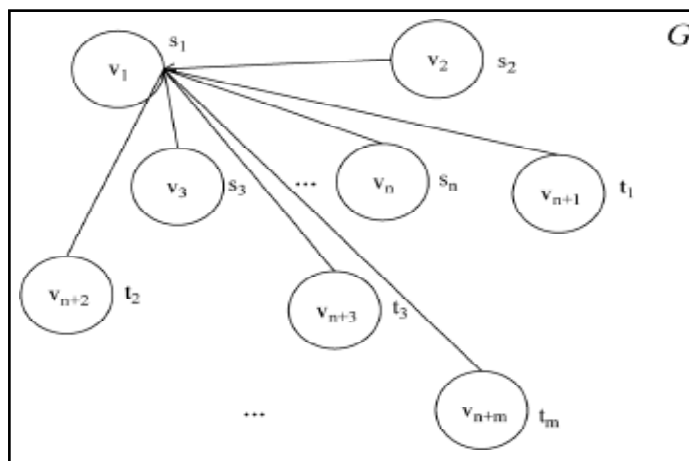 G
s₁
v₁
v₂
s₂
v₃
s₃
...
vₙ
sₙ
vₙ₊₁
t₁
vₙ₊₂
t₂
vₙ₊₃
t₃
...
vₙ₊ₘ
tₘ